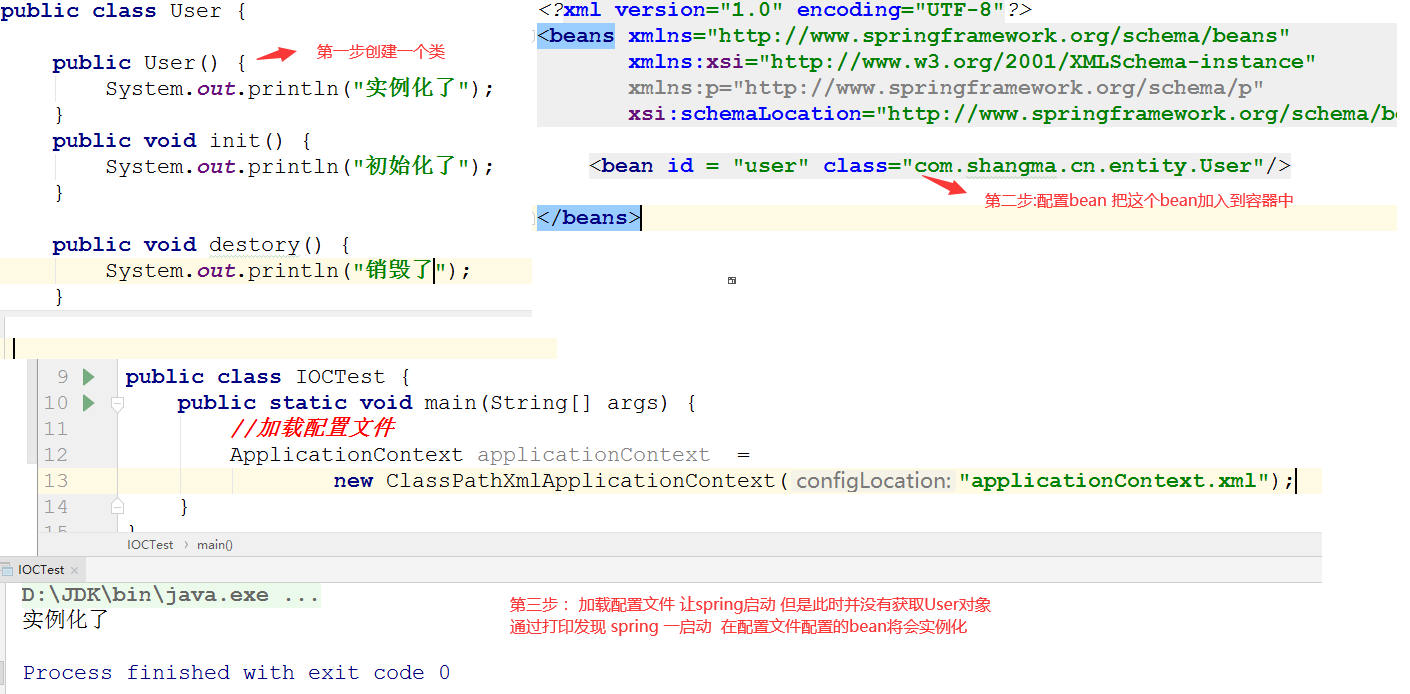 public class User {
public User() {
第一步创建一个类
System.out.println("实例化了");
}
public void init() {
System.out.println("初始化了");
}
public void destory() {
System.out.println("销毁了");
}
<?xml version="1.0" encoding="UTF-8"?>
<beans xmlns="http://www.springframework.org/schema/beans"
xmlns:xsi="http://www.w3.org/2001/XMLSchema-instance"
xmlns:p="http://www.springframework.org/schema/p"
xsi:schemaLocation="http://www.springframework.org/schema/be
<bean id = "user" class="com.shangma.cn.entity.User"/>
第二步:配置bean 把这个bean加入到容器中
</beans>
9 public class IOCTest {
10 public static void main(String[] args) {
11 //加载配置文件
12 ApplicationContext applicationContext =
13 new ClassPathXmlApplicationContext( configLocation: "applicationContext.xml");
14 }
15 }
IOCTest › main()
IOCTest ×
D:\JDK\bin\java.exe ...
实例化了
第三步： 加载配置文件 让spring启动 但是此时并没有获取User对象
通过打印发现 spring 一启动 在配置文件配置的bean将会实例化
Process finished with exit code 0